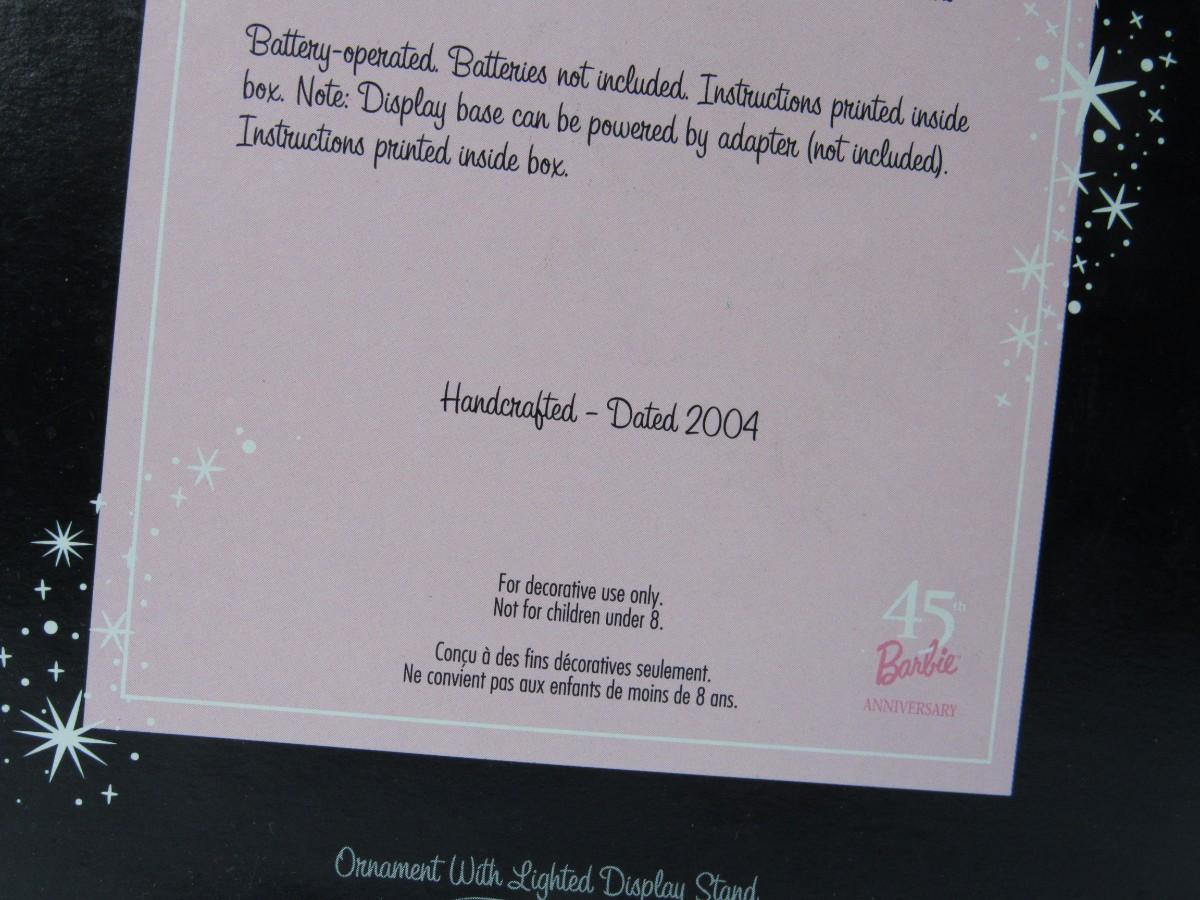 Battery-operated. Batteries not included. Instructions printed inside
box. Note: Display base can be powered by adapter (not included).
Instructions printed inside box.
Handcrafted – Dated 2004
For decorative use only.
Not for children under 8.
Conçu à des fins décoratives seulement.
Ne convient pas aux enfants de moins de 8 ans.
45th
Barbie
ANNIVERSARY
Ornament With Lighted Display Stand